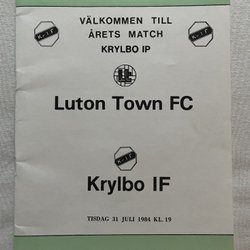 VÄLKOMMEN TILL
ÅRETS MATCH
KRYLBO IP
Luton Town FC
Krylbo IF
TISDAG 31 JULI 1984 KL. 19